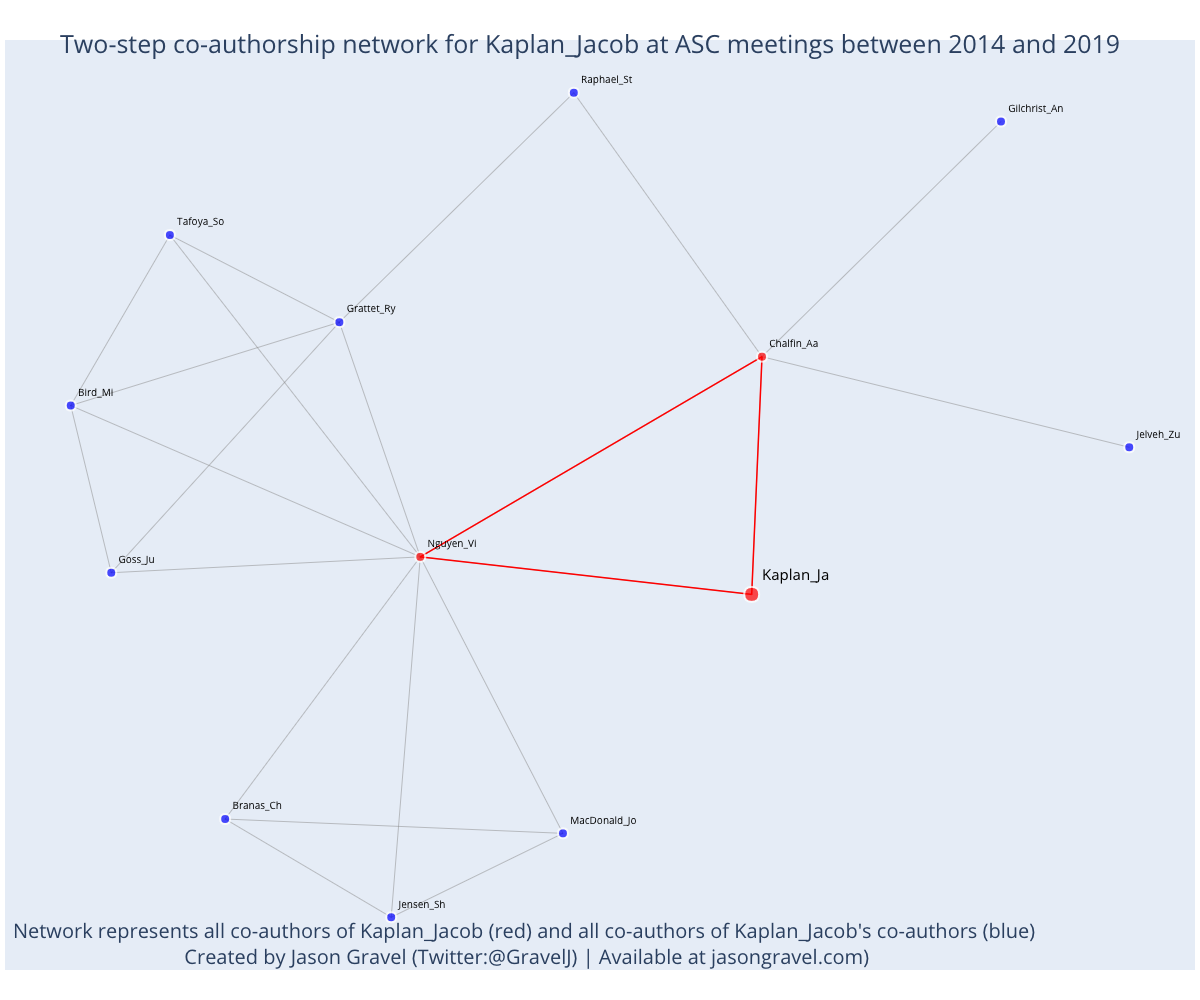 Two-step co-authorship network for Kaplan_Jacob at ASC meetings between 2014 and 2019
Raphael_St
Gilchrist_An
Tafoya_So
Grattet_Ry
Chalfin_Aa
Bird_Mi
Jelveh_Zu
Nguyen_Vi
Goss_Ju
Kaplan_Ja
Branas_Ch
MacDonald_Jo
Jensen_Sh
Network represents all co-authors of Kaplan_Jacob (red) and all co-authors of Kaplan_Jacob's co-authors (blue)
Created by Jason Gravel (Twitter:@GravelJ) | Available at jasongravel.com)